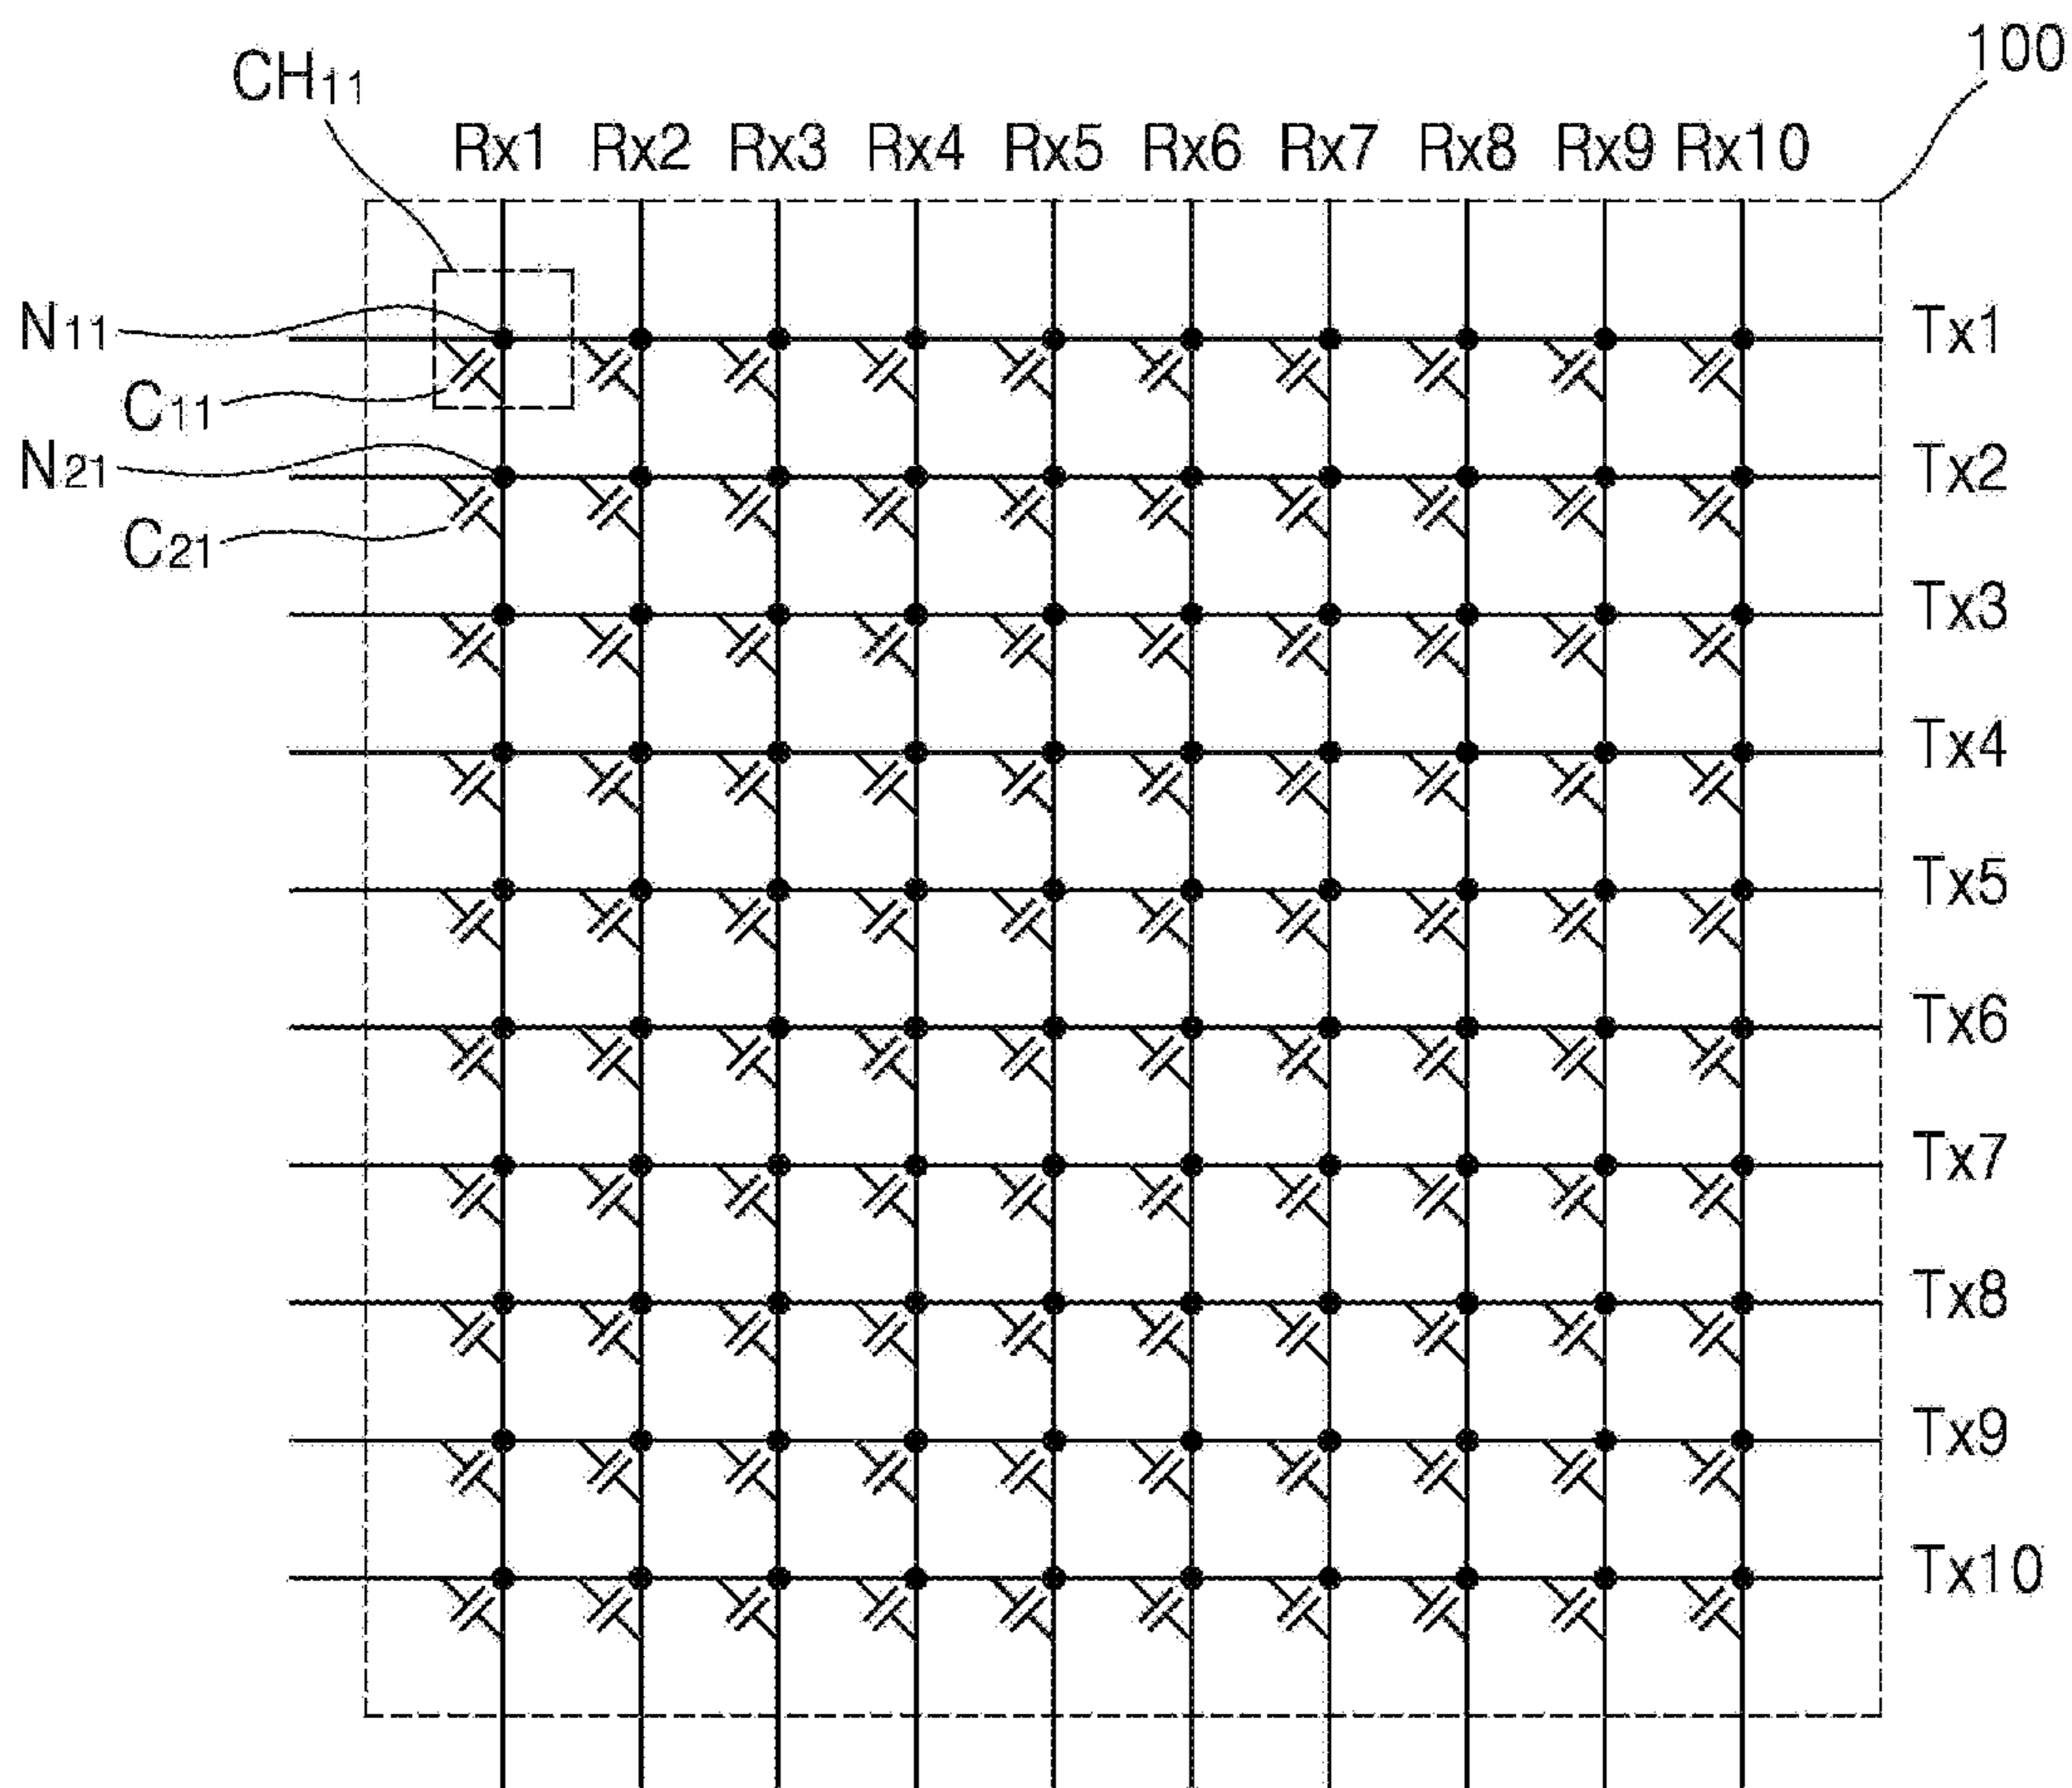 100
CH11
Rx1 Rx2 Rx3 Rx4 Rx5 Rx6 Rx7 Rx8 Rx9 Rx10
N11
Tx1
C11
N21
Tx2
C21
Tx3
Tx4
Tx5
Tx6
Tx7
Tx8
Tx9
Tx10